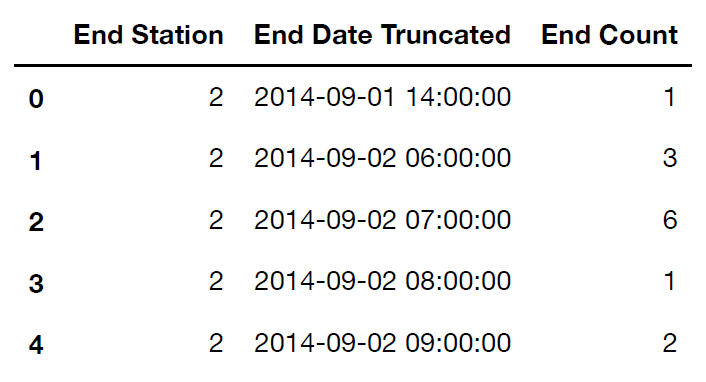 End Station End Date Truncated End Count
0 2 2014-09-01 14:00:00 1
1 2 2014-09-02 06:00:00 3
2 2 2014-09-02 07:00:00 6
3 2 2014-09-02 08:00:00 1
4 2 2014-09-02 09:00:00 2